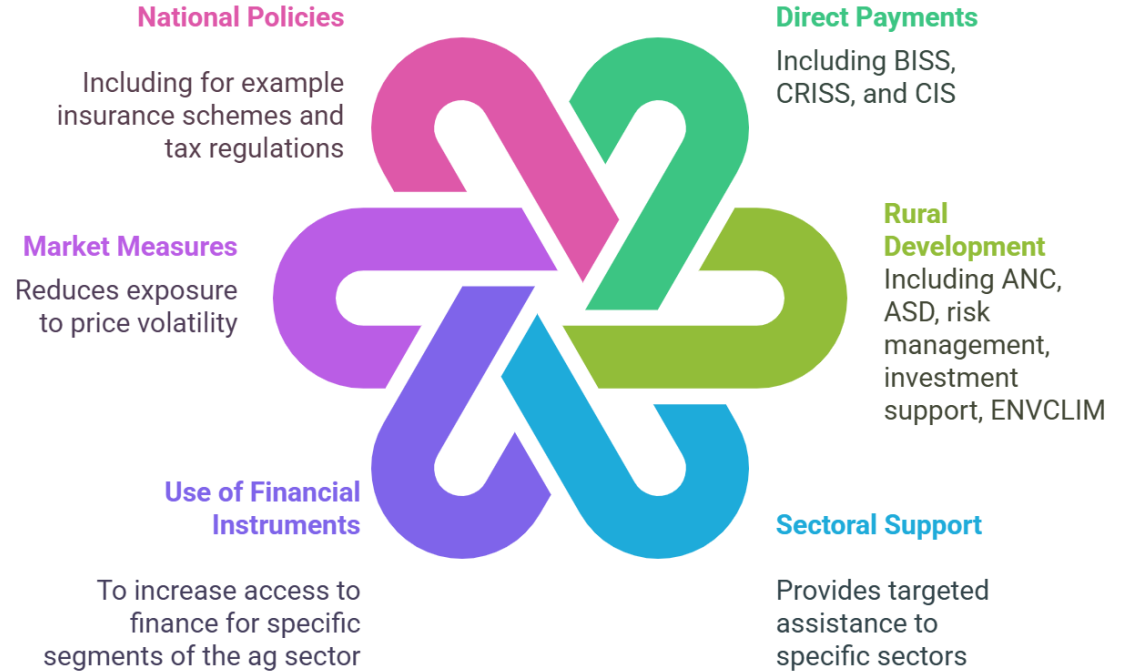 National Policies
Including for example
insurance schemes and
tax regulations
Direct Payments
Including BISS,
CRISS, and CIS
Market Measures
Reduces exposure
to price volatility
Rural
Development
Including ANC,
ASD, risk
management,
investment
support, ENVCLIM
Use of Financial
Instruments
To increase access to
finance for specific
segments of the ag sector
Sectoral Support
Provides targeted
assistance to
specific sectors